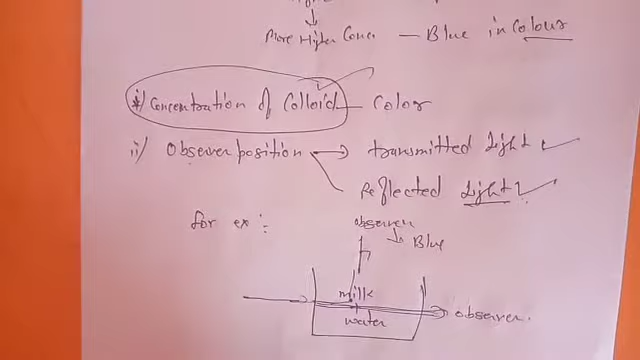 More Higher Conc — Blue in Colour
i) Concentration of Colloid — Color
ii) Observer position → transmitted light
Reflected light
for ex :-
observer
Blue
milk
water
observer.